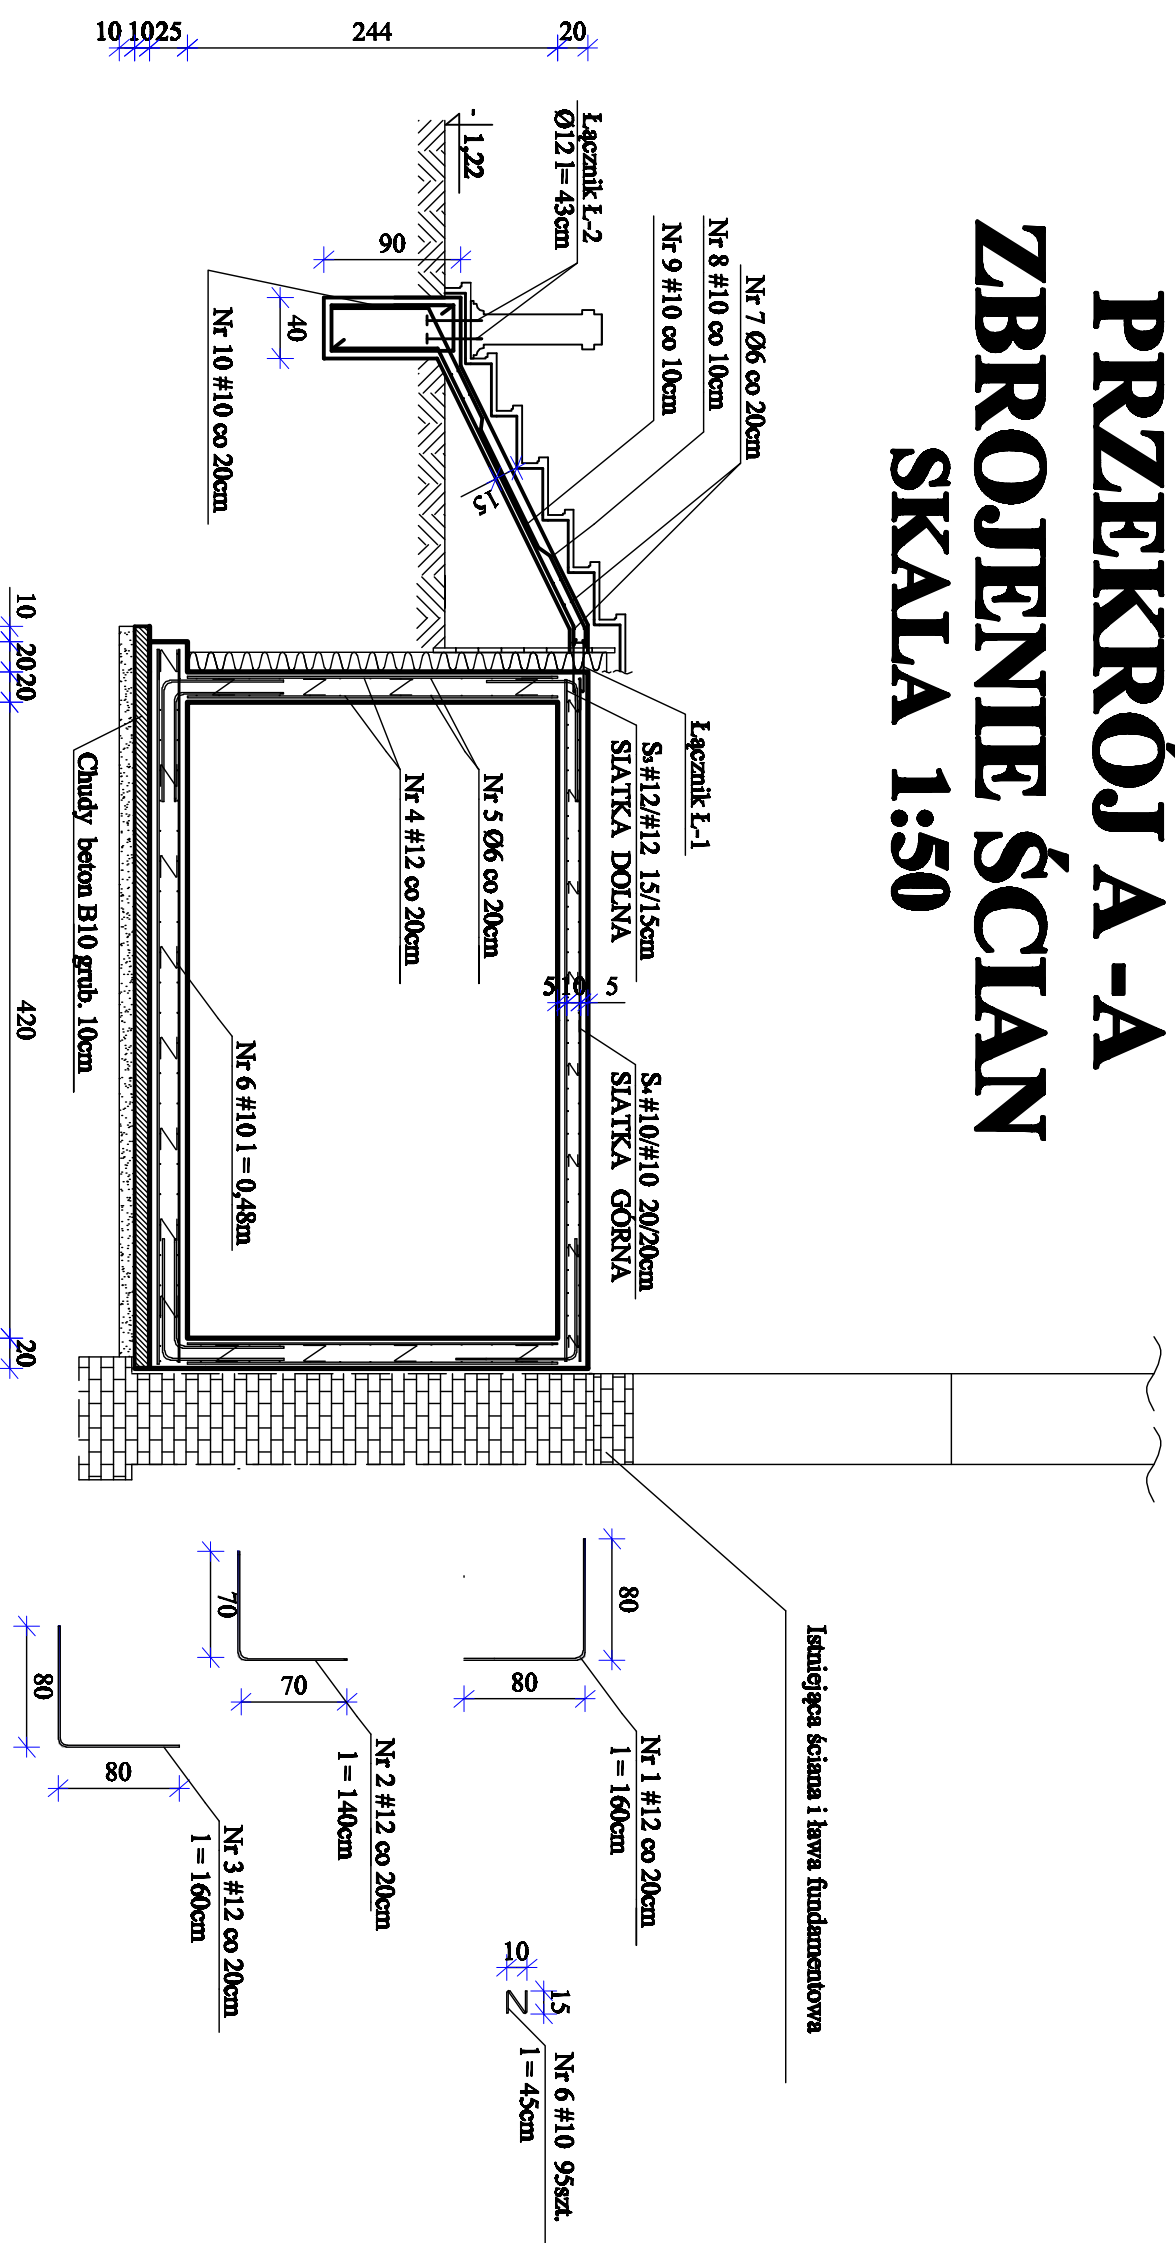 PRZEKRÓJ A -A
ZBROJENIE ŚCIAN
SKALA 1:50
Nr 7 Ø6 co 20cm
Nr 8 #10 co 10cm
Nr 9 #10 co 10cm
Łącznik Ł-2
Ø12 l= 43cm
- 1,22
90
40
Nr 10 #10 co 20cm
15
Łącznik Ł-1
S3 #12/#12 15/15cm
SIATKA DOLNA
S4 #10/#10 20/20cm
SIATKA GÓRNA
5 10 5
Nr 5 Ø6 co 20cm
Nr 4 #12 co 20cm
Nr 6 #10 l = 0,48m
Chudy beton B10 grub. 10cm
20
244
25
10
10
10 20 20 420 20
Istniejąca ściana i ława fundamentowa
80
80
Nr 1 #12 co 20cm
l = 160cm
70
70
Nr 2 #12 co 20cm
l = 140cm
80
80
Nr 3 #12 co 20cm
l = 160cm
15
10
Nr 6 #10 95szt.
l = 45cm